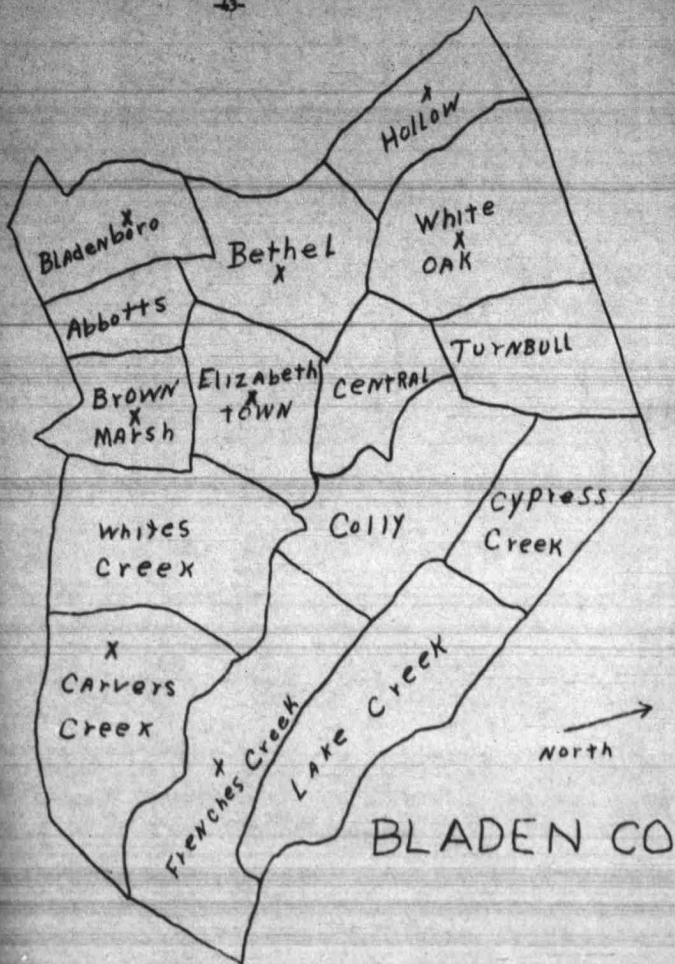 -43-
Hollow
White
OAK
Bladenboro
Bethel
Abbotts
TurNBULL
Elizabeth
TOWN
CENTRAL
BROWN
MArsh
Cypress
Creek
Colly
Whites
Creek
CArvers
Creek
Frenches Creek
LAKE Creek
North
BLADEN CO